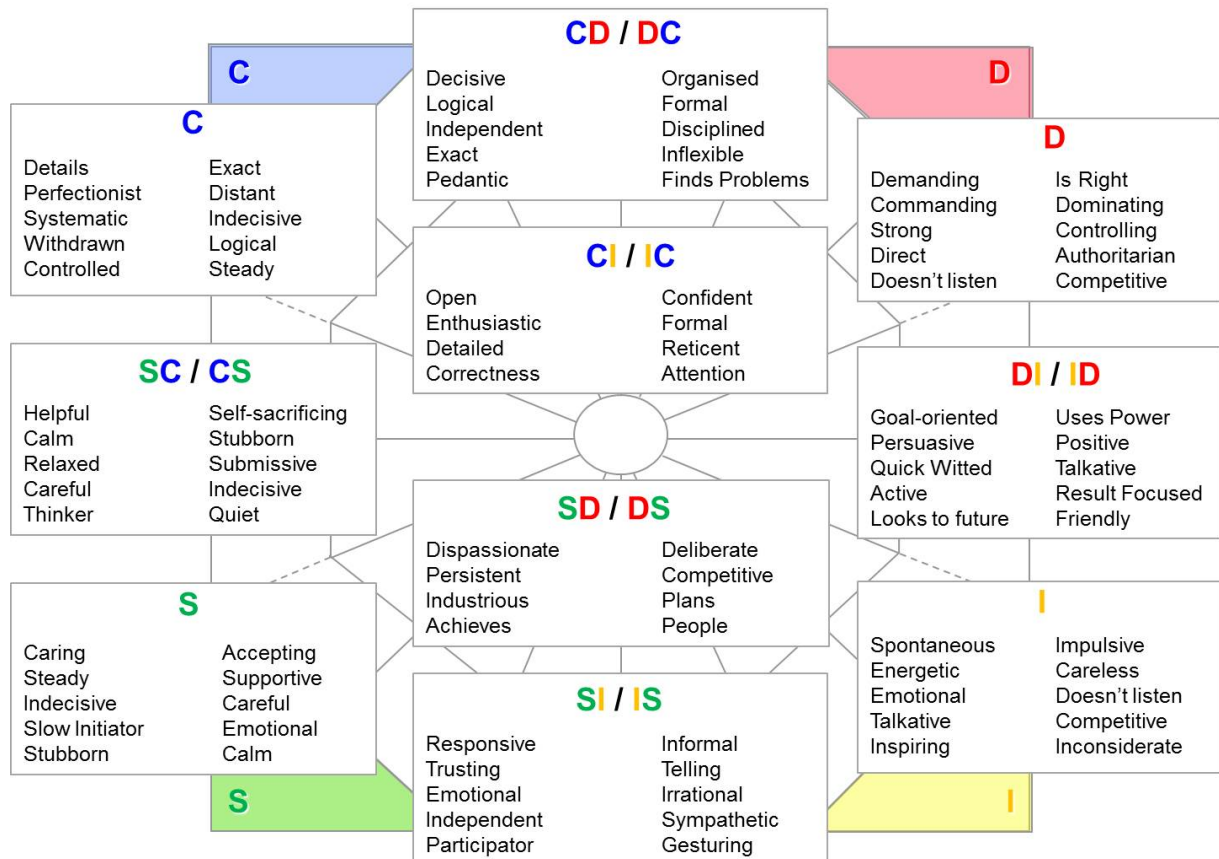 CD / DC
Decisive Organised
Logical Formal
Independent Disciplined
Exact Inflexible
Pedantic Finds Problems
C
D
C
Details Exact
Perfectionist Distant
Systematic Indecisive
Withdrawn Logical
Controlled Steady
D
Demanding Is Right
Commanding Dominating
Strong Controlling
Direct Authoritarian
Doesn't listen Competitive
CI / IC
Open Confident
Enthusiastic Formal
Detailed Reticent
Correctness Attention
SC / CS
Helpful Self-sacrificing
Calm Stubborn
Relaxed Submissive
Careful Indecisive
Thinker Quiet
DI / ID
Goal-oriented Uses Power
Persuasive Positive
Quick Witted Talkative
Active Result Focused
Looks to future Friendly
SD / DS
Dispassionate Deliberate
Persistent Competitive
Industrious Plans
Achieves People
S
Caring Accepting
Steady Supportive
Indecisive Careful
Slow Initiator Emotional
Stubborn Calm
I
Spontaneous Impulsive
Energetic Careless
Emotional Doesn't listen
Talkative Competitive
Inspiring Inconsiderate
SI / IS
Responsive Informal
Trusting Telling
Emotional Irrational
Independent Sympathetic
Participator Gesturing
S
I